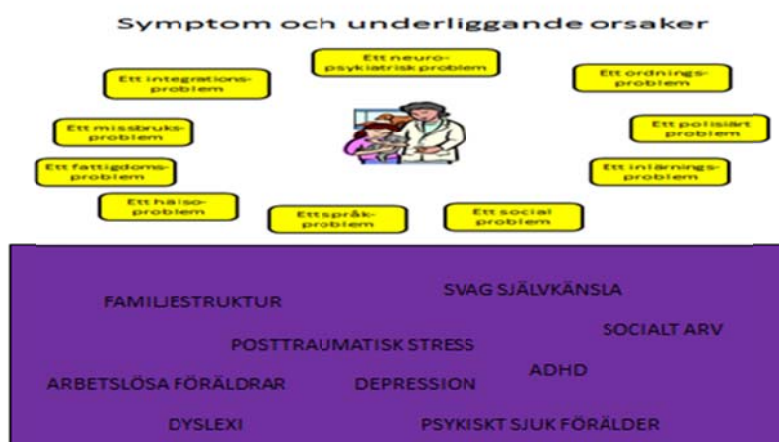 Symptom och underliggande orsaker
Ett neuro-
psykiatrisk problem
Ett integrations-
problem
Ett ordnings-
problem
Ett missbruks-
problem
Ett polisiärt
problem
Ett fattigdoms-
problem
Ett inlärnings-
problem
Ett hälso-
problem
Ett språk-
problem
Ett social
problem
FAMILJESTRUKTUR
SVAG SJÄLVKÄNSLA
SOCIALT ARV
POSTTRAUMATISK STRESS
ADHD
ARBETSLÖSA FÖRÄLDRAR
DEPRESSION
DYSLEXI
PSYKISKT SJUK FÖRÄLDER